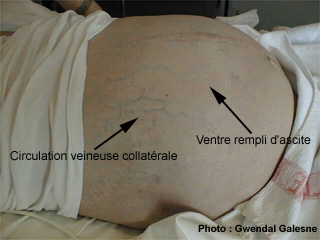 Ventre rempli d'ascite
Circulation veineuse collatérale
Photo : Gwendal Galesne